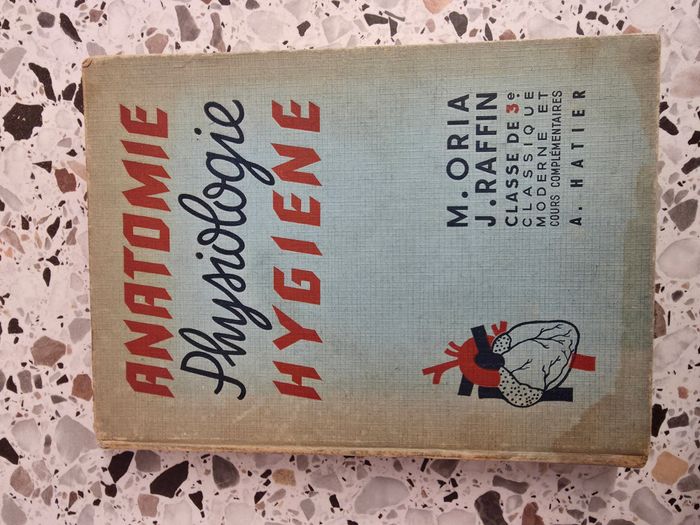 ANATOMIE
Physiologie
HYGIENE
M. ORIA
J. RAFFIN
CLASSE DE 3e
CLASSIQUE
MODERNE ET
COURS COMPLÉMENTAIRES
A. HATIER